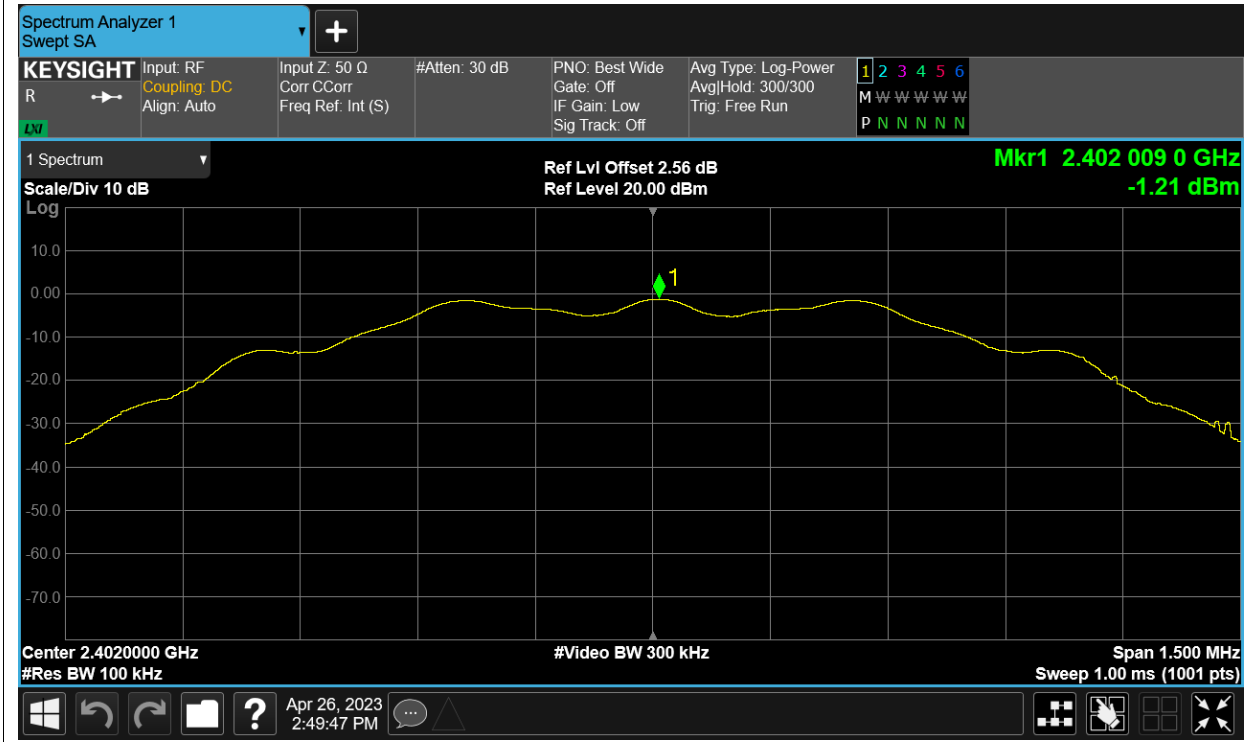 Spectrum Analyzer 1
Swept SA
+
KEYSIGHT
R
LXI
Input: RF
Coupling: DC
Align: Auto
Input Z: 50 Ω
Corr CCorr
Freq Ref: Int (S)
#Atten: 30 dB
PNO: Best Wide
Gate: Off
IF Gain: Low
Sig Track: Off
Avg Type: Log-Power
Avg|Hold: 300/300
Trig: Free Run
1 2 3 4 5 6
M W W W W W W
P N N N N N N
1 Spectrum
Scale/Div 10 dB
Log
Ref Lvl Offset 2.56 dB
Ref Level 20.00 dBm
Mkr1 2.402 009 0 GHz
-1.21 dBm
1
10.0
0.00
-10.0
-20.0
-30.0
-40.0
-50.0
-60.0
-70.0
Center 2.4020000 GHz
#Res BW 100 kHz
#Video BW 300 kHz
Span 1.500 MHz
Sweep 1.00 ms (1001 pts)
?
Apr 26, 2023
2:49:47 PM